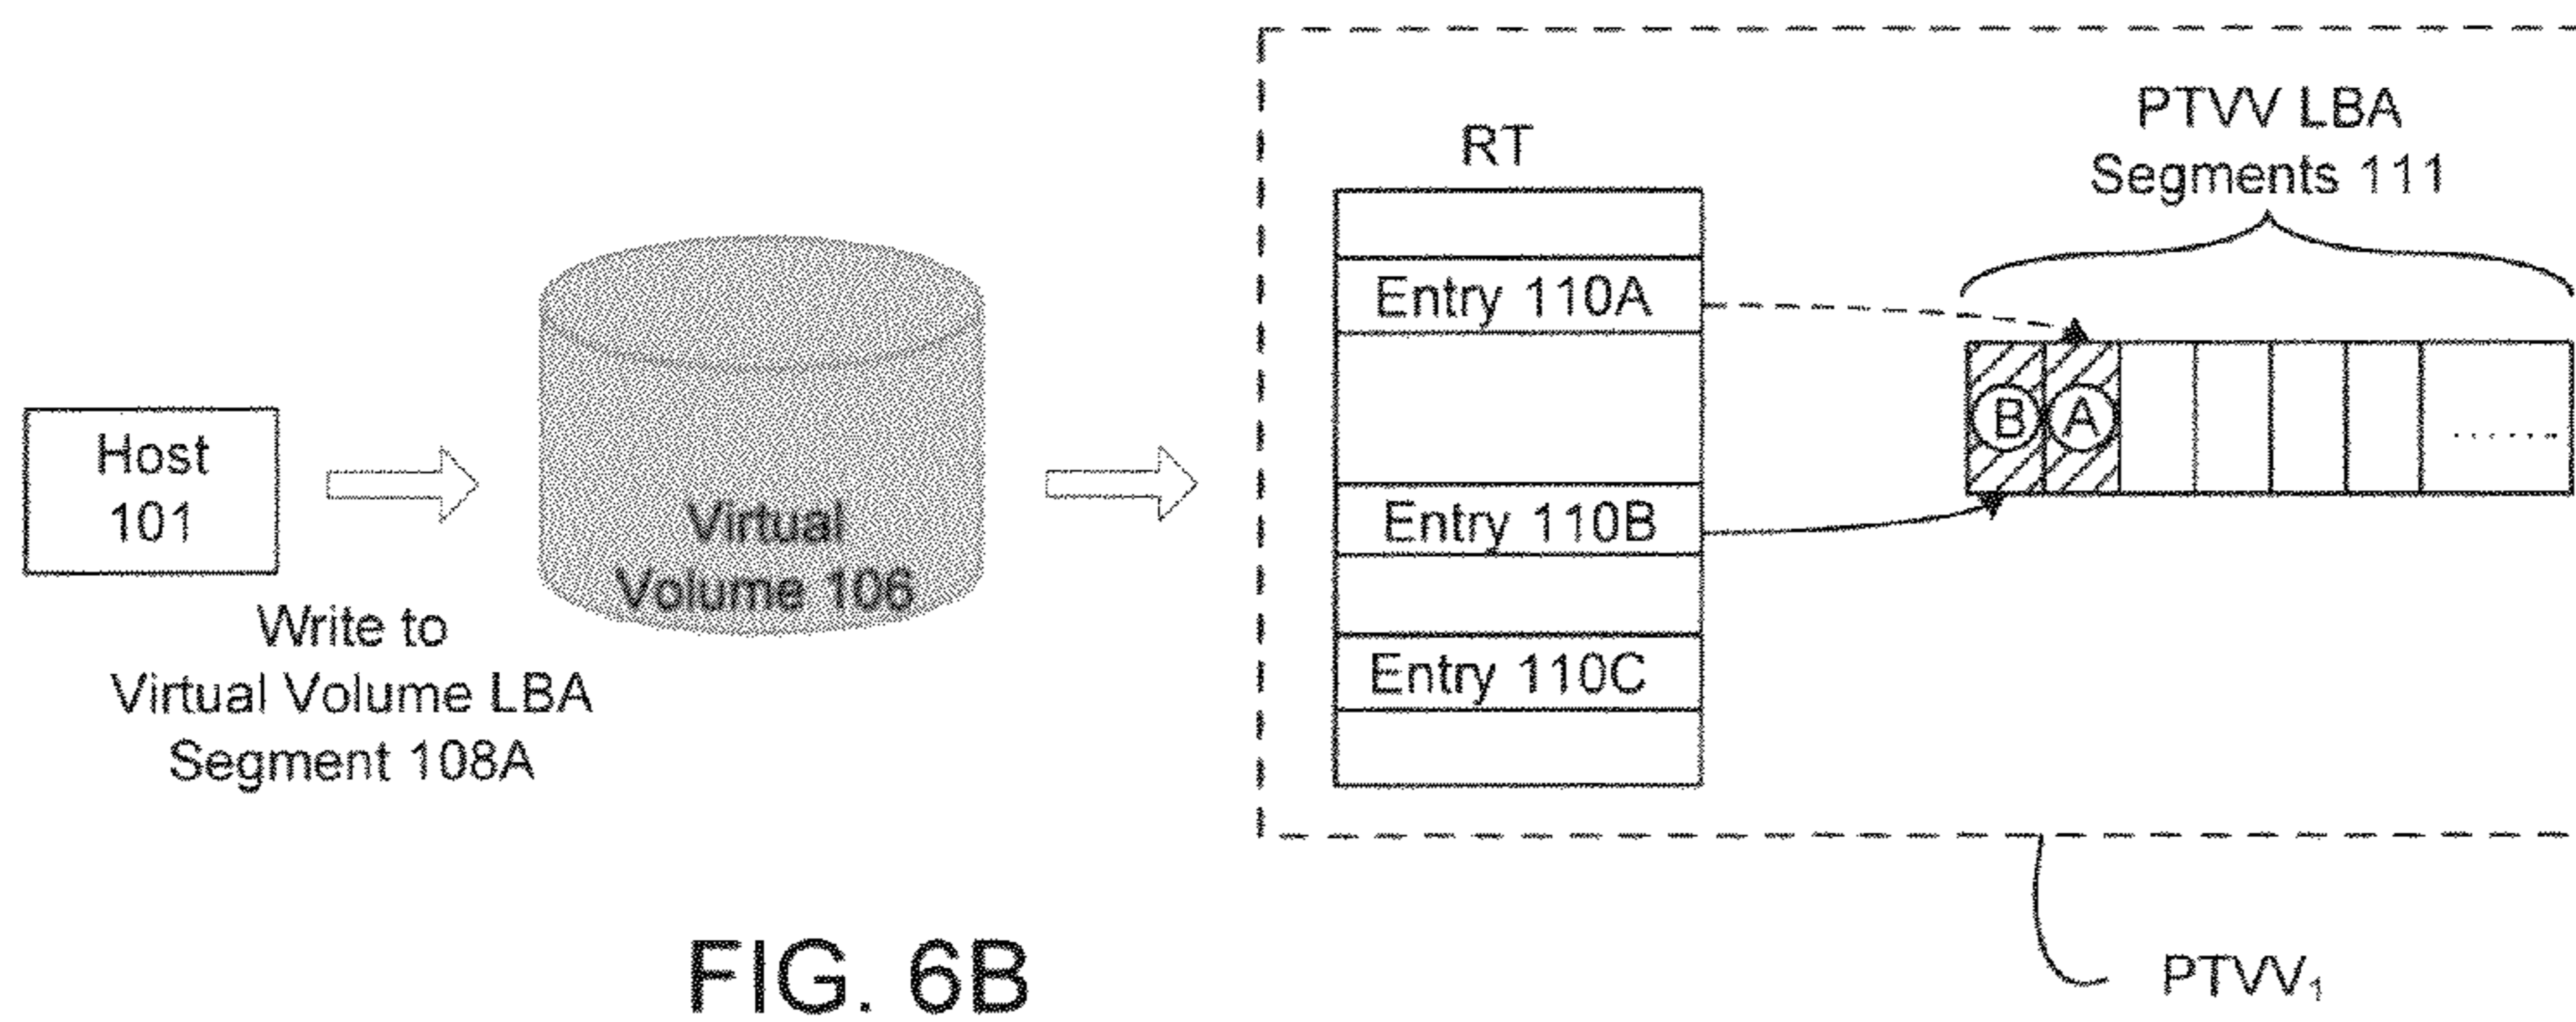 PTVV LBA
Segments 111
RT
Entry 110A
B A
......
Host
101
Virtual
Volume 106
Entry 110B
Write to
Virtual Volume LBA
Segment 108A
Entry 110C
FIG. 6B
PTVV₁